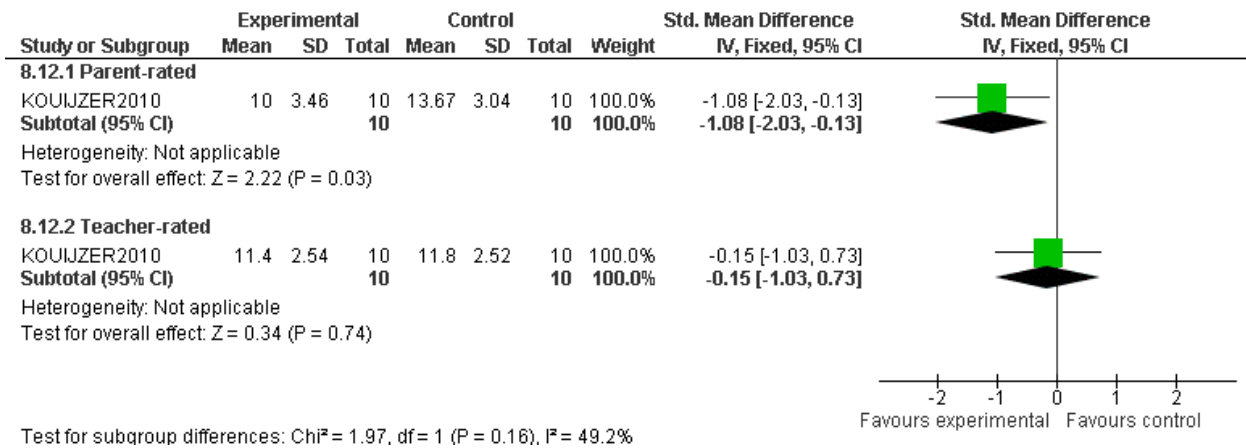 Experimental Control Std. Mean Difference Std. Mean Difference
Study or Subgroup Mean SD Total Mean SD Total Weight IV, Fixed, 95% CI IV, Fixed, 95% CI
8.12.1 Parent-rated
KOUIJZER2010 10 3.46 10 13.67 3.04 10 100.0% -1.08 [-2.03, -0.13]
Subtotal (95% CI) 10 10 100.0% -1.08 [-2.03, -0.13]
Heterogeneity: Not applicable
Test for overall effect: Z = 2.22 (P = 0.03)
8.12.2 Teacher-rated
KOUIJZER2010 11.4 2.54 10 11.8 2.52 10 100.0% -0.15 [-1.03, 0.73]
Subtotal (95% CI) 10 10 100.0% -0.15 [-1.03, 0.73]
Heterogeneity: Not applicable
Test for overall effect: Z = 0.34 (P = 0.74)
-2 -1 0 1 2
Favours experimental Favours control
Test for subgroup differences: Chi² = 1.97, df = 1 (P = 0.16), I² = 49.2%